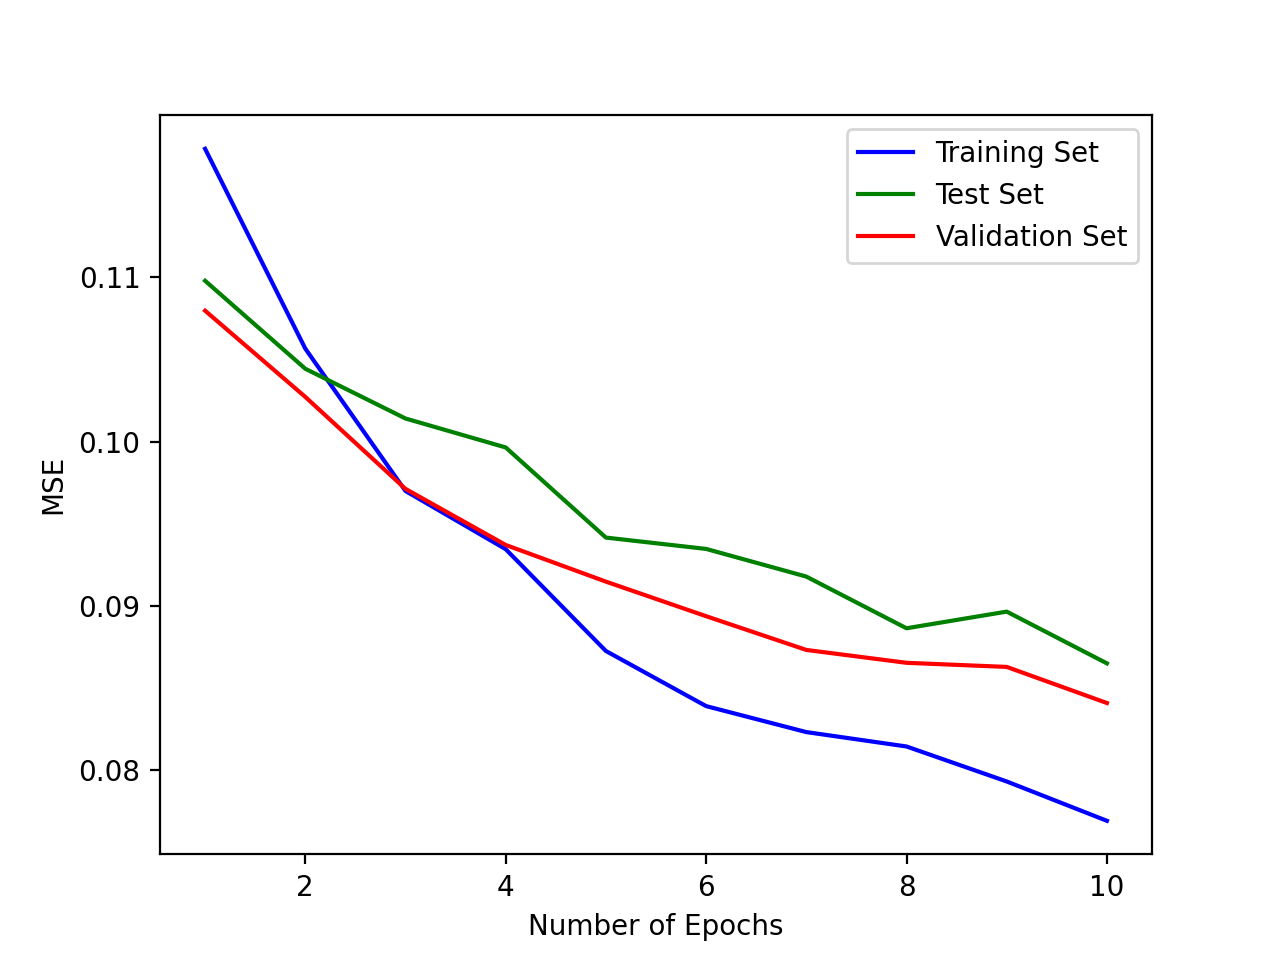 Training Set
Test Set
Validation Set
0.11
0.10
0.09
0.08
MSE
2 4 6 8 10
Number of Epochs